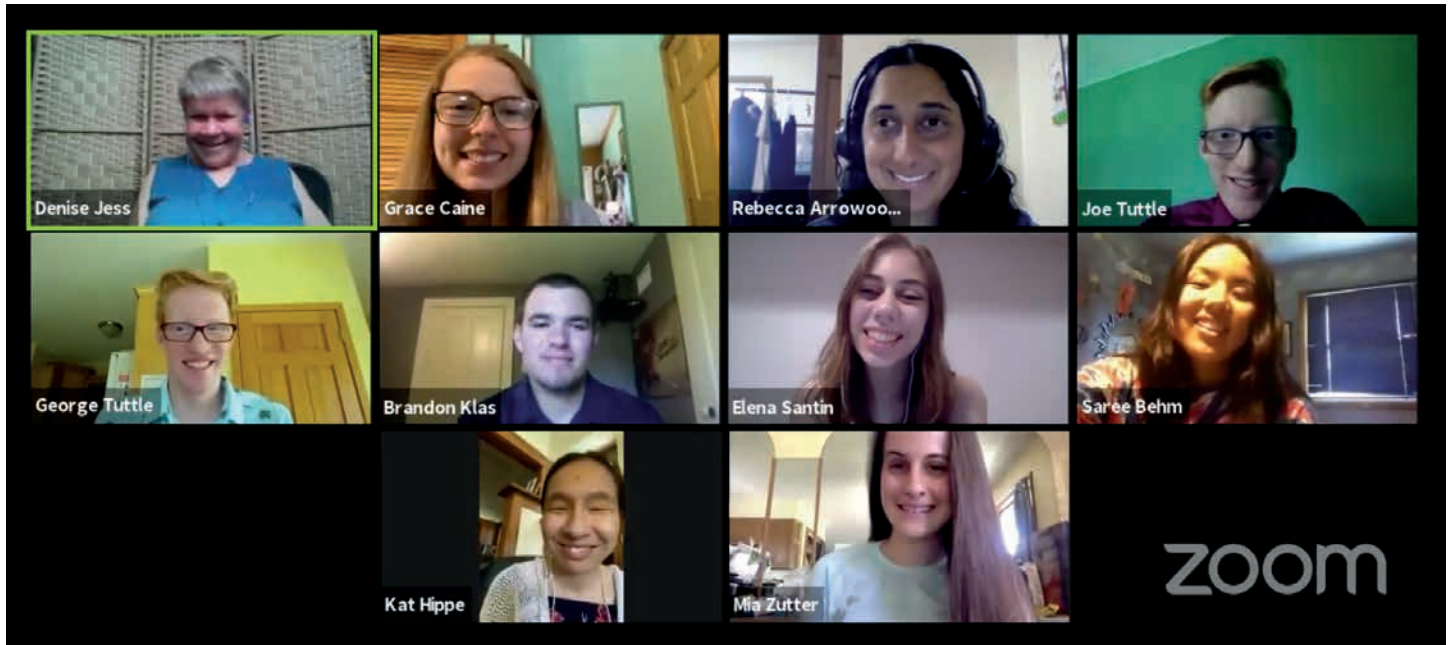 Denise Jess
Grace Caine
Rebecca Arrowoo...
Joe Tuttle
George Tuttle
Brandon Klas
Elena Santin
Saree Behm
Kat Hippe
Mia Zutter
zoom